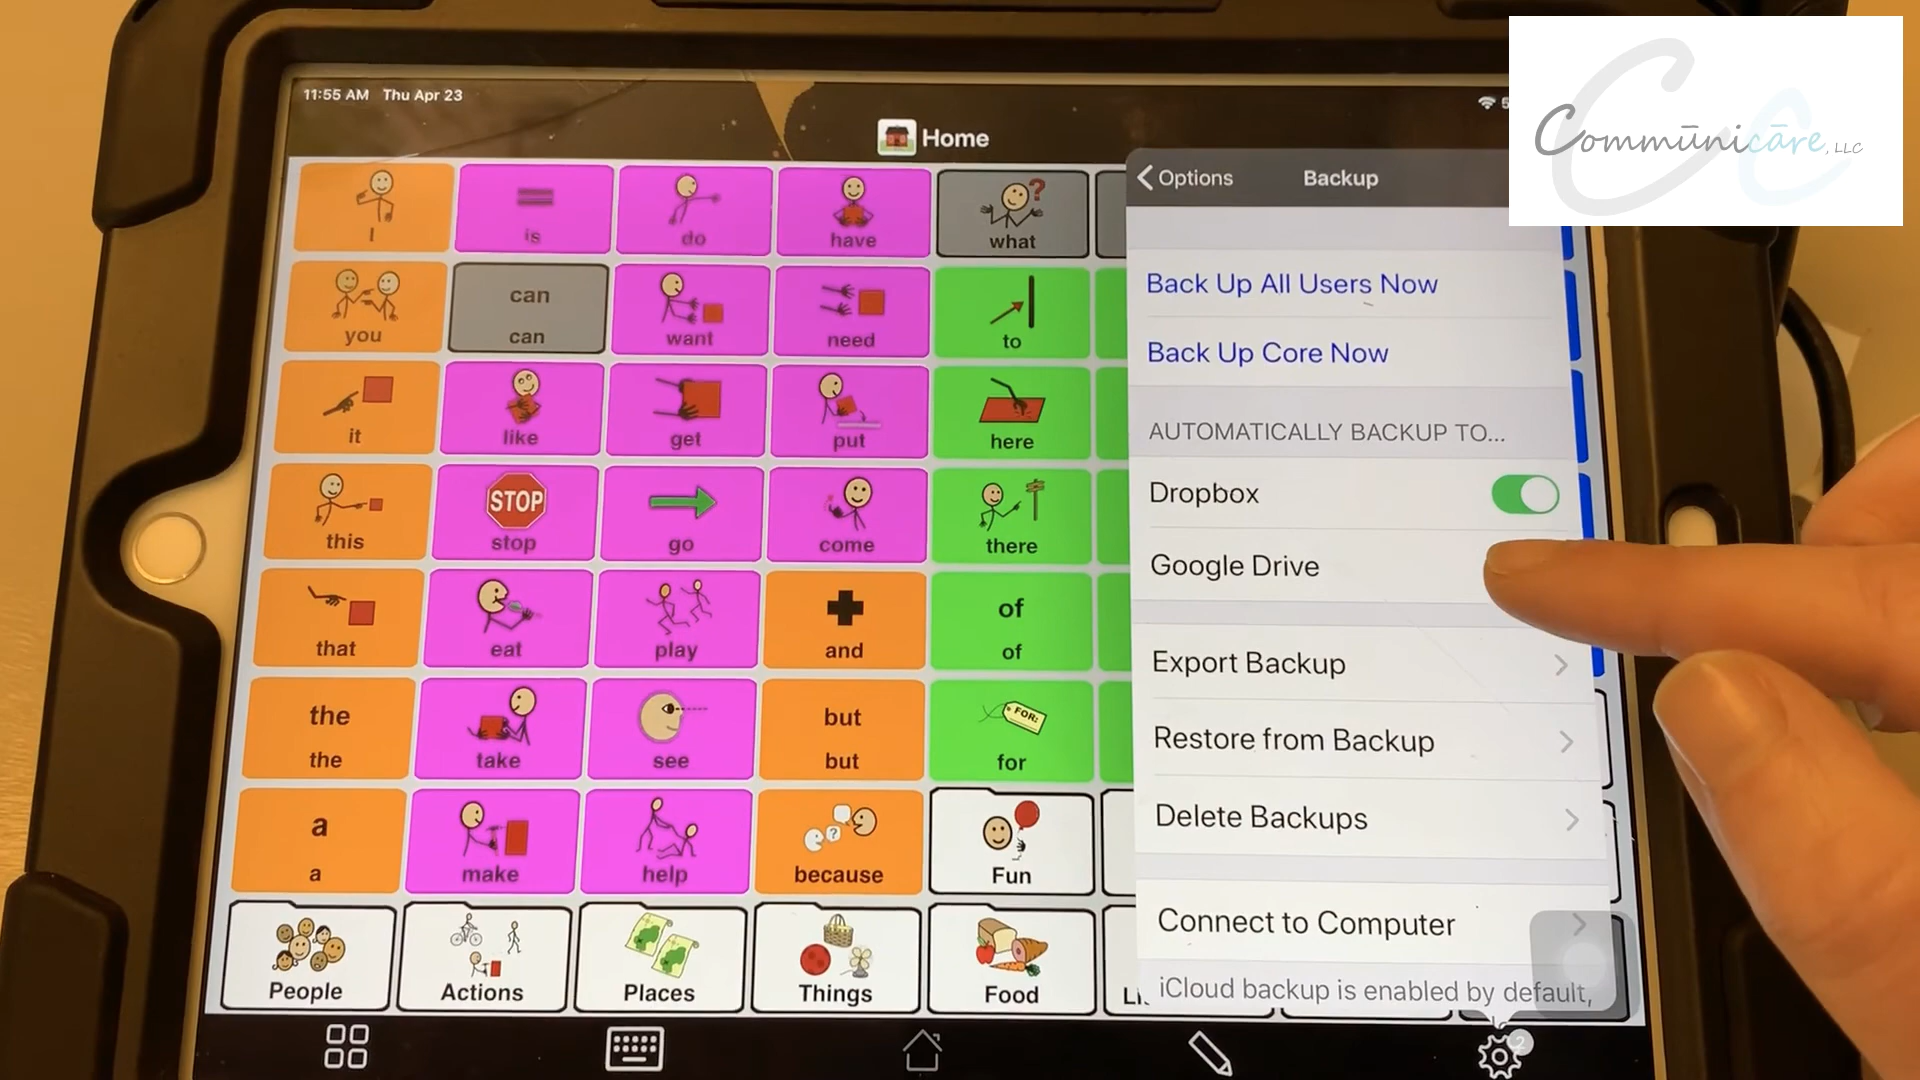 11:55 AM Thu Apr 23
5
Home
Commūnicāre, LLC
Options
Backup
I
is
do
have
what
you
can
can
want
need
to
it
like
get
put
here
this
STOP
stop
go
come
there
that
eat
play
and
of
of
the
the
take
see
but
but
FOR:
for
a
a
make
help
?
because
Fun
People
Actions
Places
Things
Food
Back Up All Users Now
Back Up Core Now
AUTOMATICALLY BACKUP TO...
Dropbox
Google Drive
Export Backup
Restore from Backup
Delete Backups
Connect to Computer
iCloud backup is enabled by default,
2